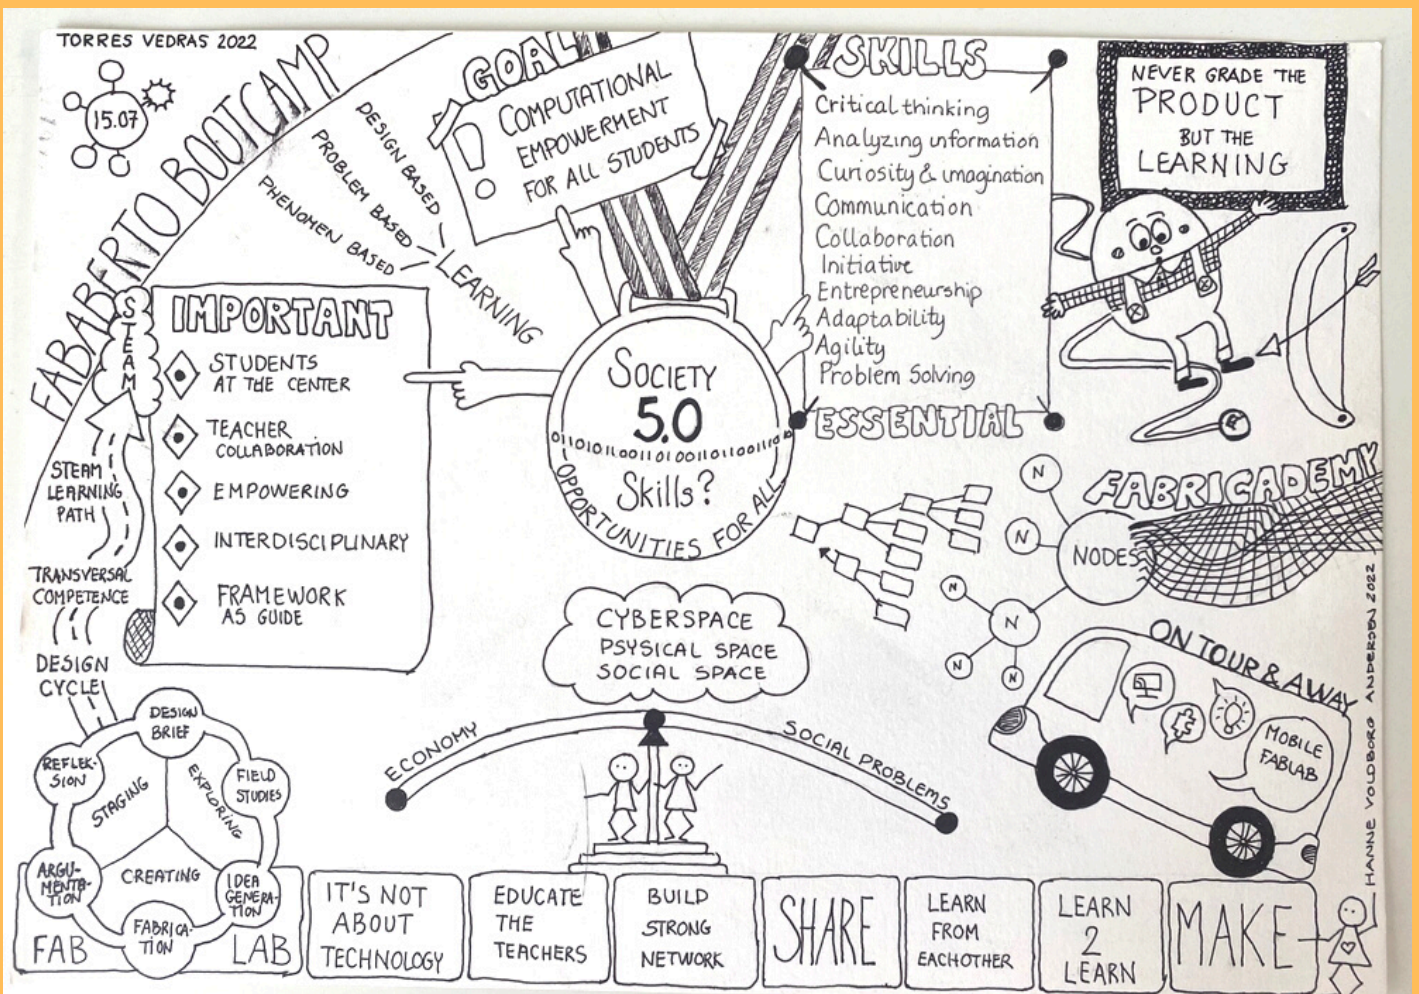 TORRES VEDRAS 2022
15.07
FABABERTO BOOTCAMP
DESIGN BASED
PROBLEM BASED
PHENOMEN BASED
LEARNING
GOAL!!
! COMPUTATIONAL
EMPOWERMENT
FOR ALL STUDENTS
SKILLS
Critical thinking
Analyzing information
Curiosity & imagination
Communication
Collaboration
Initiative
Entrepreneurship
Adaptability
Agility
Problem Solving
ESSENTIAL
NEVER GRADE THE
PRODUCT
BUT THE
LEARNING
STEAM
IMPORTANT
STUDENTS
AT THE CENTER
TEACHER
COLLABORATION
EMPOWERING
INTERDISCIPLINARY
FRAMEWORK
AS GUIDE
SOCIETY
5.0
Skills?
OPPORTUNITIES FOR ALL
STEAM
LEARNING
PATH
TRANSVERSAL
COMPETENCE
DESIGN
CYCLE
FABRICADEMY
N
N
NODES
N
N
N
N
CYBERSPACE
PSYSICAL SPACE
SOCIAL SPACE
ECONOMY
SOCIAL PROBLEMS
ON TOUR & AWAY
MOBILE
FABLAB
HANNE VOLDBORG ANDERSEN 2022
DESIGN
BRIEF
REFLEK-
SION
FIELD
STUDIES
STAGING
EXPLORING
CREATING
ARGU-
MENTA-
TION
IDEA
GENERA-
TION
FABRICA-
TION
FAB LAB
IT'S NOT
ABOUT
TECHNOLOGY
EDUCATE
THE
TEACHERS
BUILD
STRONG
NETWORK
SHARE
LEARN
FROM
EACHOTHER
LEARN
2
LEARN
MAKE